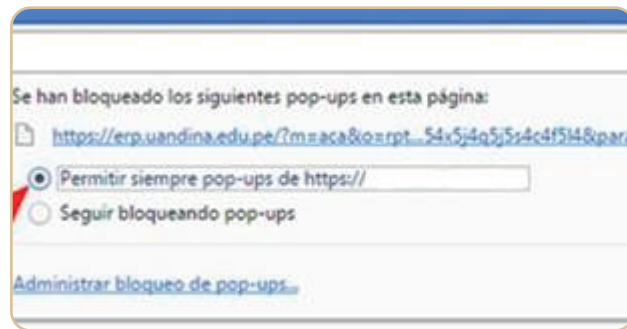 Se han bloqueado los siguientes pop-ups en esta página:
https://erp.uandina.edu.pe/?m=aca&o=rpt...54x5j4q5j5s4c4f5l4&para
Permitir siempre pop-ups de https://
Seguir bloqueando pop-ups
Administrar bloqueo de pop-ups...